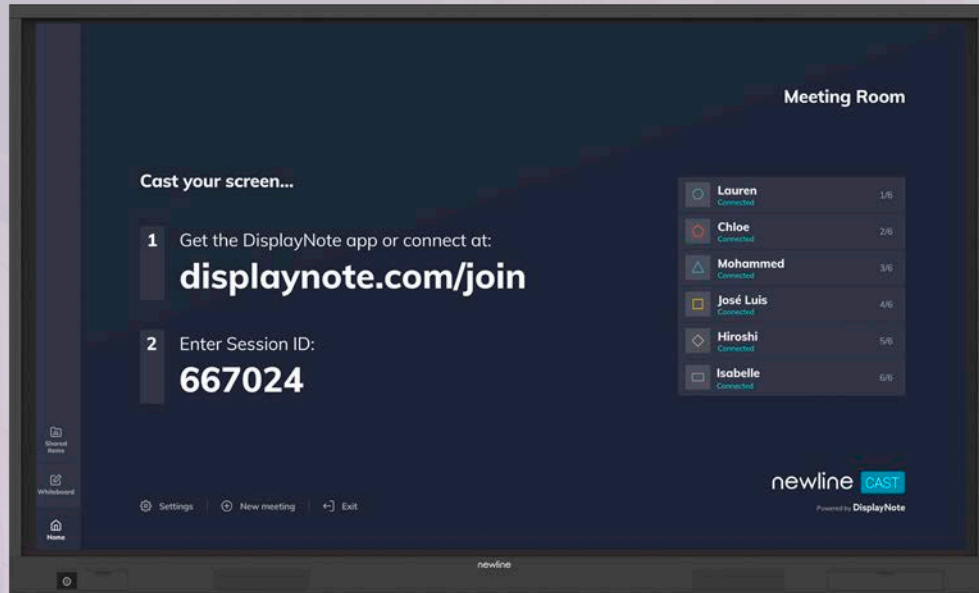 Meeting Room
Cast your screen...
1 Get the DisplayNote app or connect at:
displaynote.com/join
2 Enter Session ID:
667024
Lauren 1/6
Connected
Chloe 2/6
Connected
Mohammed 3/6
Connected
José Luis 4/6
Connected
Hiroshi 5/6
Connected
Isabelle 6/6
Connected
Shared
Items
Whiteboard
Home
Settings New meeting Exit
newline CAST
Powered by DisplayNote
newline